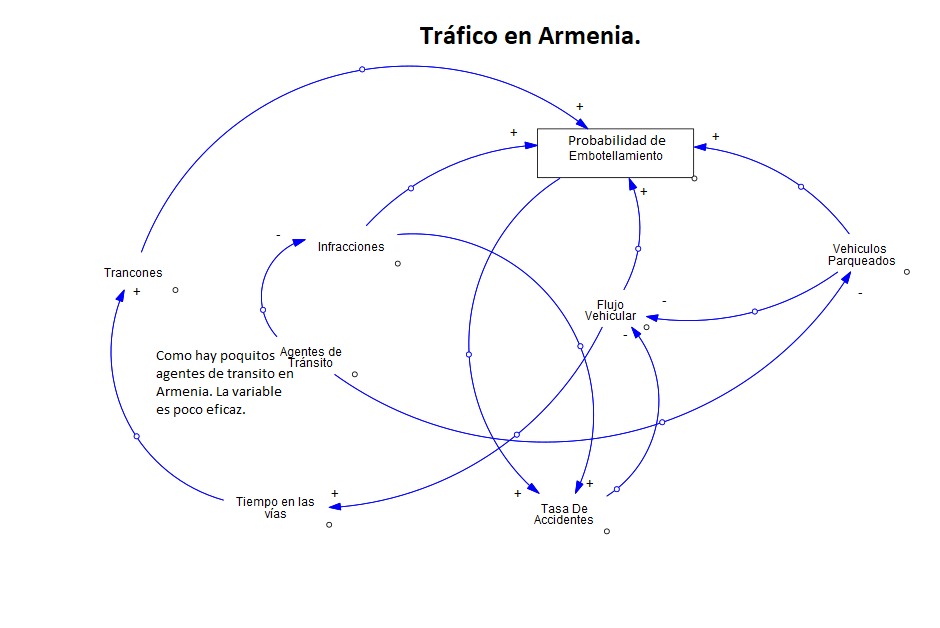 Tráfico en Armenia.
+
+
+
Probabilidad de
Embotellamiento
+
-
Infracciones
Vehiculos
Parqueados
Trancones
+
-
Flujo
Vehicular
-
-
Agentes de
Tránsito
Como hay poquitos
agentes de transito en
Armenia. La variable
es poco eficaz.
+
+
+
Tiempo en las
vías
Tasa De
Accidentes